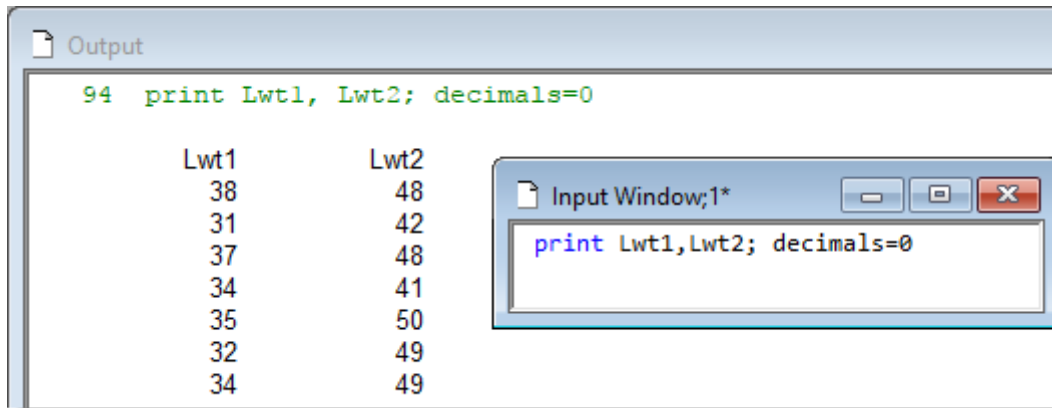 Output
94 print Lwt1, Lwt2; decimals=0
Lwt1 Lwt2
38 48
31 42
37 48
34 41
35 50
32 49
34 49
Input Window;1*
print Lwt1,Lwt2; decimals=0